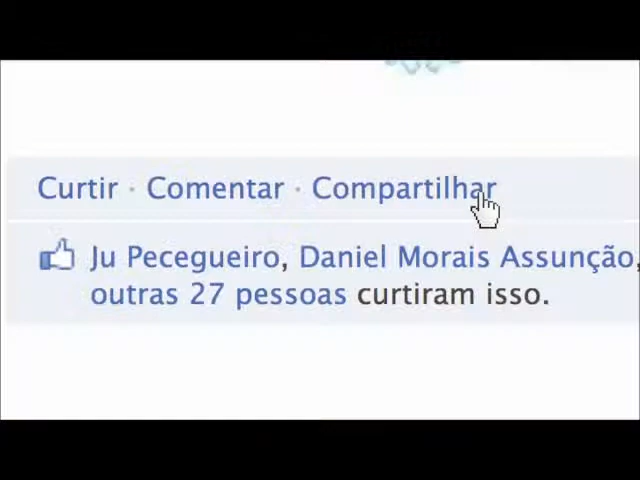 Curtir · Comentar · Compartilhar
Ju Pecegueiro, Daniel Morais Assunção,
outras 27 pessoas curtiram isso.